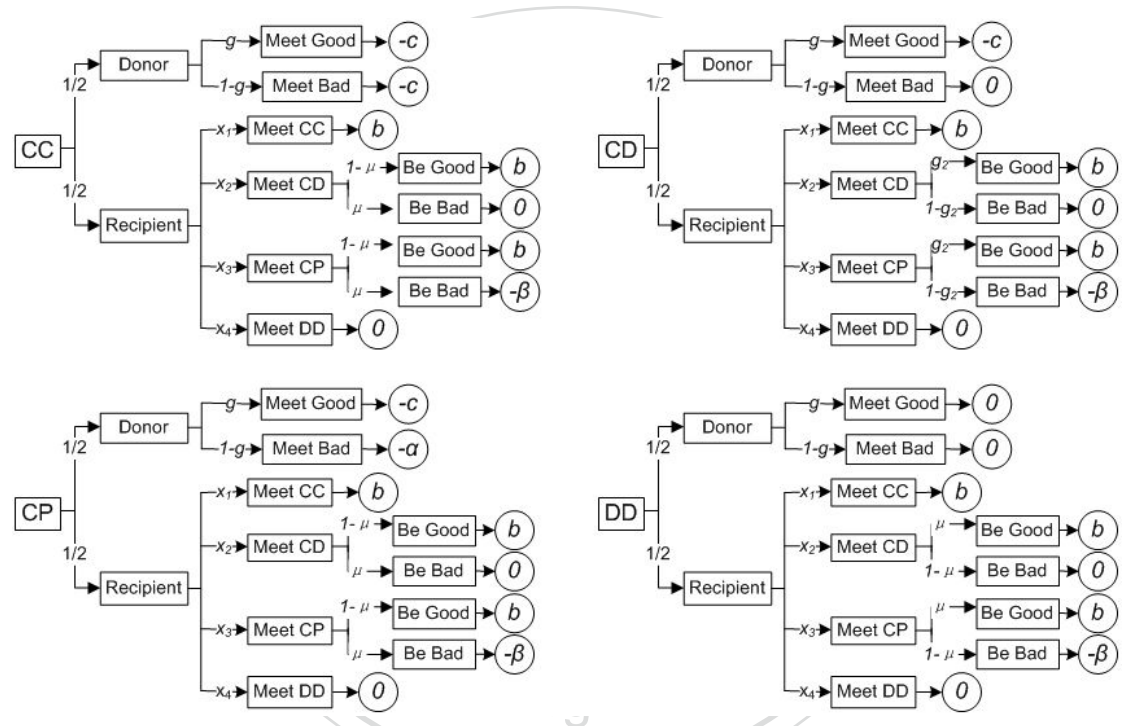 CC
1/2
Donor
g Meet Good -c
1-g Meet Bad -c
1/2
Recipient
x₁ Meet CC b
x₂ Meet CD
1- μ Be Good b
μ Be Bad 0
x₃ Meet CP
1- μ Be Good b
μ Be Bad -β
x₄ Meet DD 0
CD
1/2
Donor
g Meet Good -c
1-g Meet Bad 0
1/2
Recipient
x₁ Meet CC b
x₂ Meet CD
g₂ Be Good b
1-g₂ Be Bad 0
x₃ Meet CP
g₂ Be Good b
1-g₂ Be Bad -β
x₄ Meet DD 0
CP
1/2
Donor
g Meet Good -c
1-g Meet Bad -α
1/2
Recipient
x₁ Meet CC b
x₂ Meet CD
1- μ Be Good b
μ Be Bad 0
x₃ Meet CP
1- μ Be Good b
μ Be Bad -β
x₄ Meet DD 0
DD
1/2
Donor
g Meet Good 0
1-g Meet Bad 0
1/2
Recipient
x₁ Meet CC b
x₂ Meet CD
μ Be Good b
1- μ Be Bad 0
x₃ Meet CP
μ Be Good b
1- μ Be Bad -β
x₄ Meet DD 0